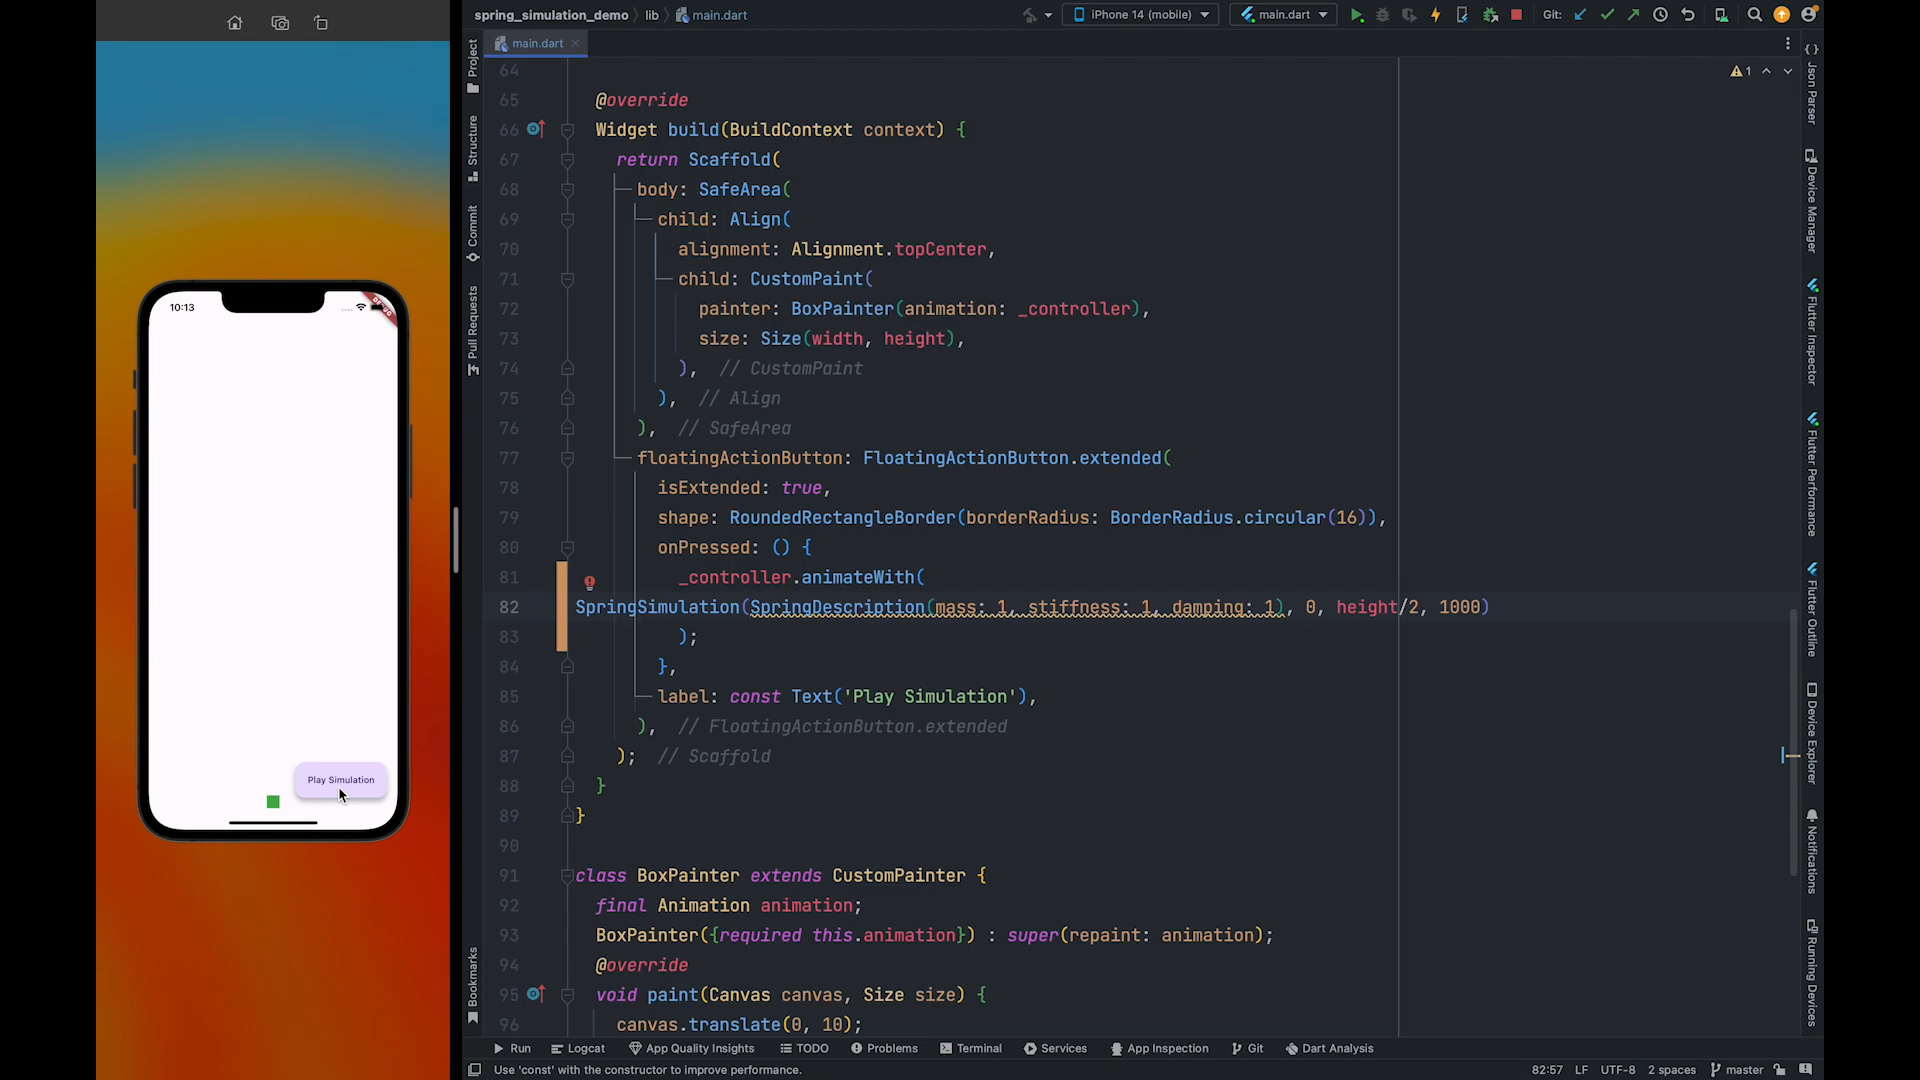 spring_simulation_demo
lib
main.dart
iPhone 14 (mobile)
main.dart
Git:
main.dart
1
64
65 @override
66 Widget build(BuildContext context) {
67 return Scaffold(
68 body: SafeArea(
69 child: Align(
70 alignment: Alignment.topCenter,
71 child: CustomPaint(
72 painter: BoxPainter(animation: _controller),
73 size: Size(width, height),
74 ), // CustomPaint
75 ), // Align
76 ), // SafeArea
77 floatingActionButton: FloatingActionButton.extended(
78 isExtended: true,
79 shape: RoundedRectangleBorder(borderRadius: BorderRadius.circular(16)),
80 onPressed: () {
81 _controller.animateWith(
82 SpringSimulation(SpringDescription(mass: 1, stiffness: 1, damping: 1), 0, height/2, 1000)
83 );
84 },
85 label: const Text('Play Simulation'),
86 ), // FloatingActionButton.extended
87 ); // Scaffold
88 }
89 }
90
91 class BoxPainter extends CustomPainter {
92 final Animation animation;
93 BoxPainter({required this.animation}) : super(repaint: animation);
94 @override
95 void paint(Canvas canvas, Size size) {
96 canvas.translate(0, 10);
10:13
DEBUG
Play Simulation
Project
Structure
Commit
Pull Requests
Bookmarks
Json Parser
Device Manager
Flutter Inspector
Flutter Performance
Flutter Outline
Device Explorer
Notifications
Running Devices
Run
Logcat
App Quality Insights
TODO
Problems
Terminal
Services
App Inspection
Git
Dart Analysis
Use 'const' with the constructor to improve performance.
82:57
LF
UTF-8
2 spaces
master